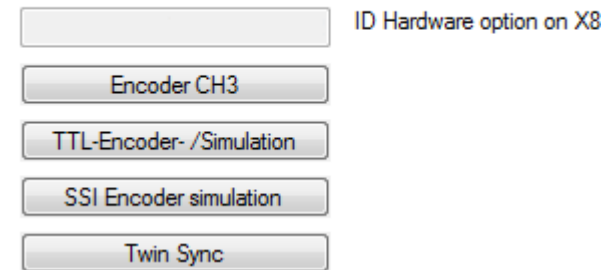 ID Hardware option on X8
Encoder CH3
TTL-Encoder- /Simulation
SSI Encoder simulation
Twin Sync